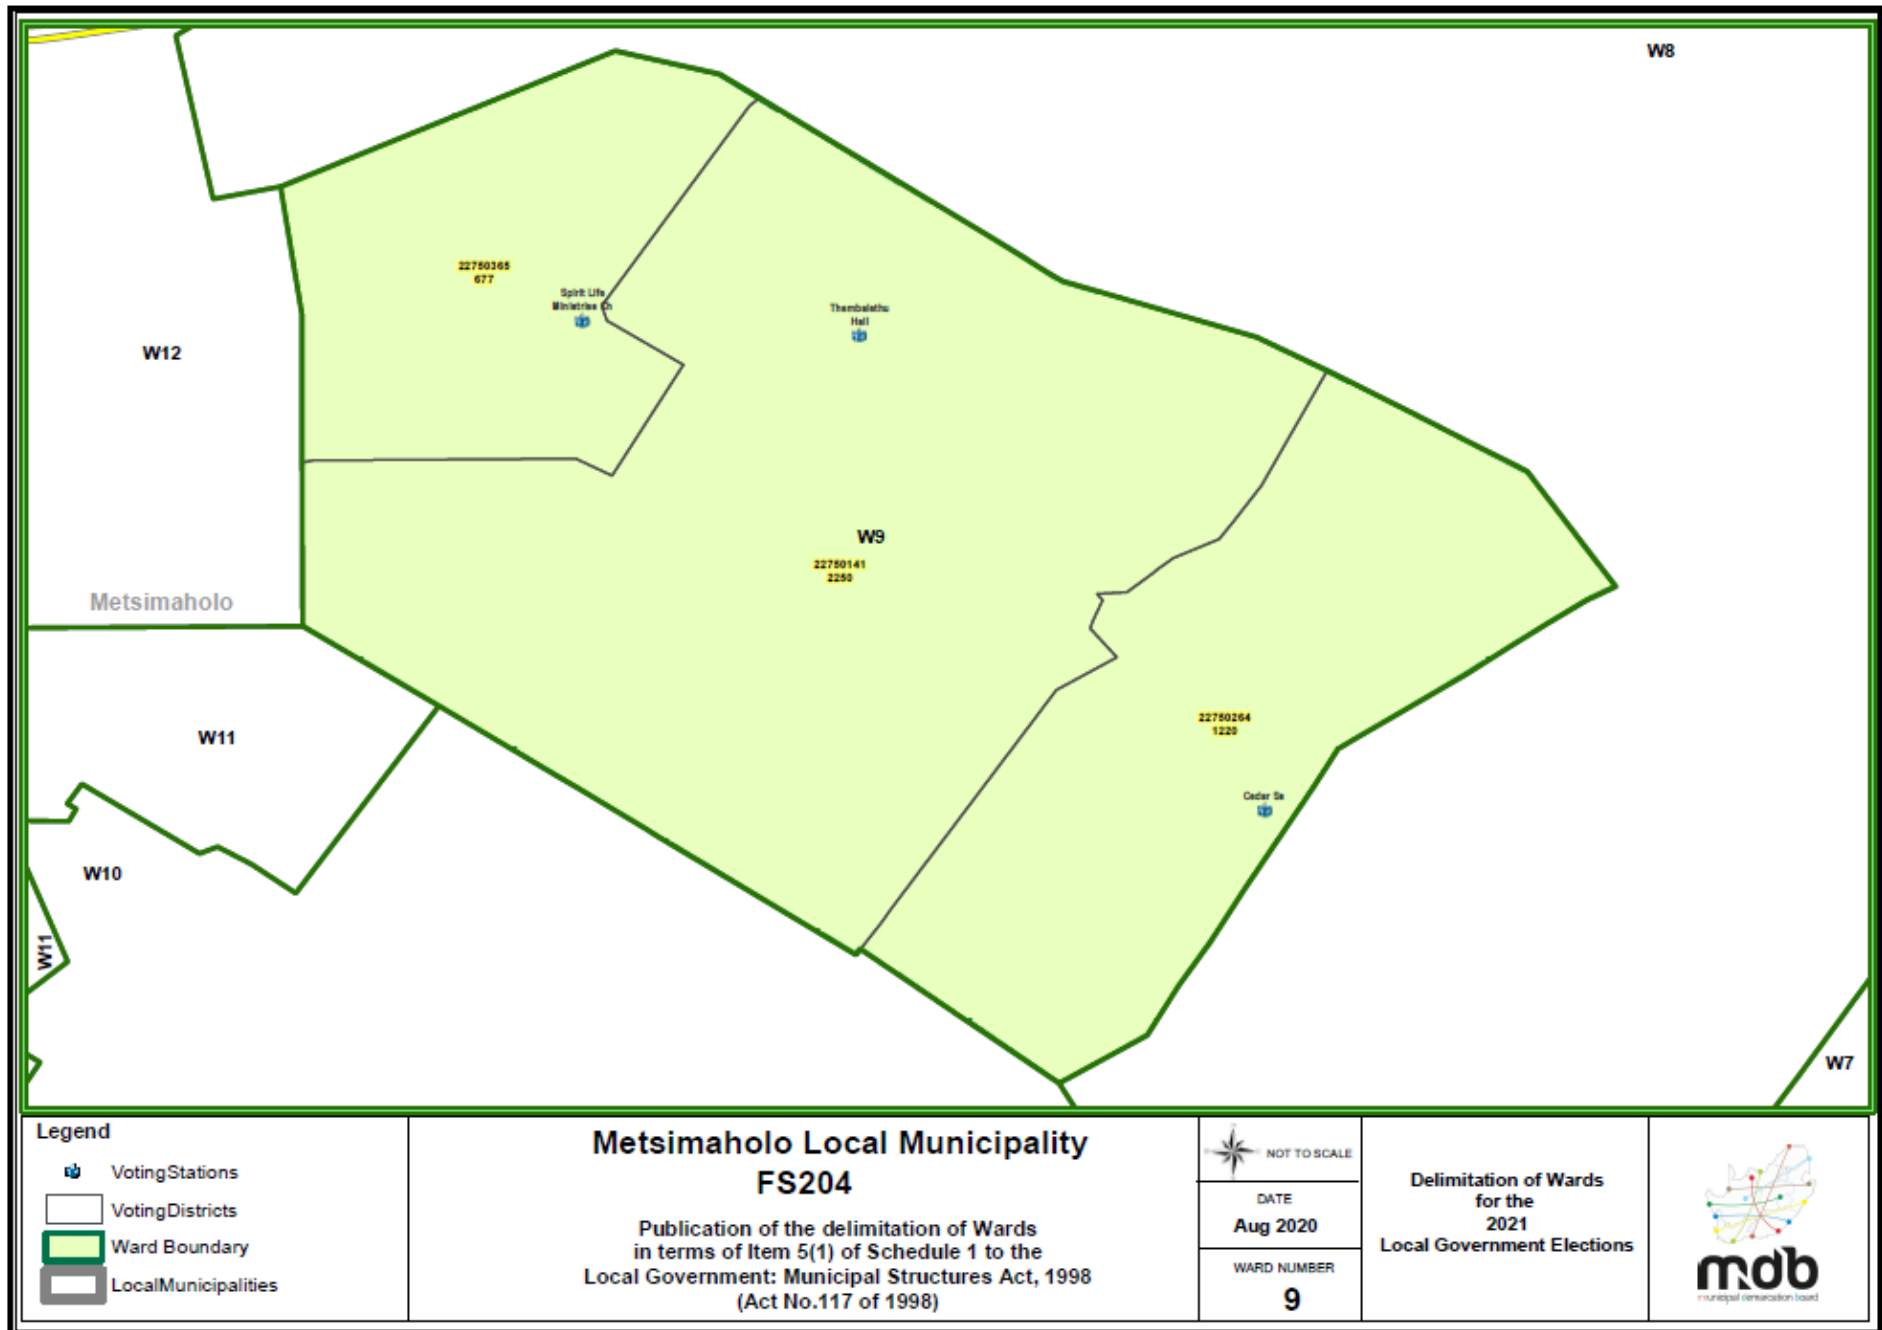 W8
22750365
677
Spirit Life
Ministries Ch
Thembalethu
Hall
W12
W9
22750141
2250
Metsimaholo
22750264
1220
W11
Cedar Ss
W10
W11
W7
Legend
VotingStations
VotingDistricts
Ward Boundary
LocalMunicipalities
Metsimaholo Local Municipality
FS204
Publication of the delimitation of Wards
in terms of Item 5(1) of Schedule 1 to the
Local Government: Municipal Structures Act, 1998
(Act No.117 of 1998)
NOT TO SCALE
DATE
Aug 2020
WARD NUMBER
9
Delimitation of Wards
for the
2021
Local Government Elections
mdb
municipal demarcation board